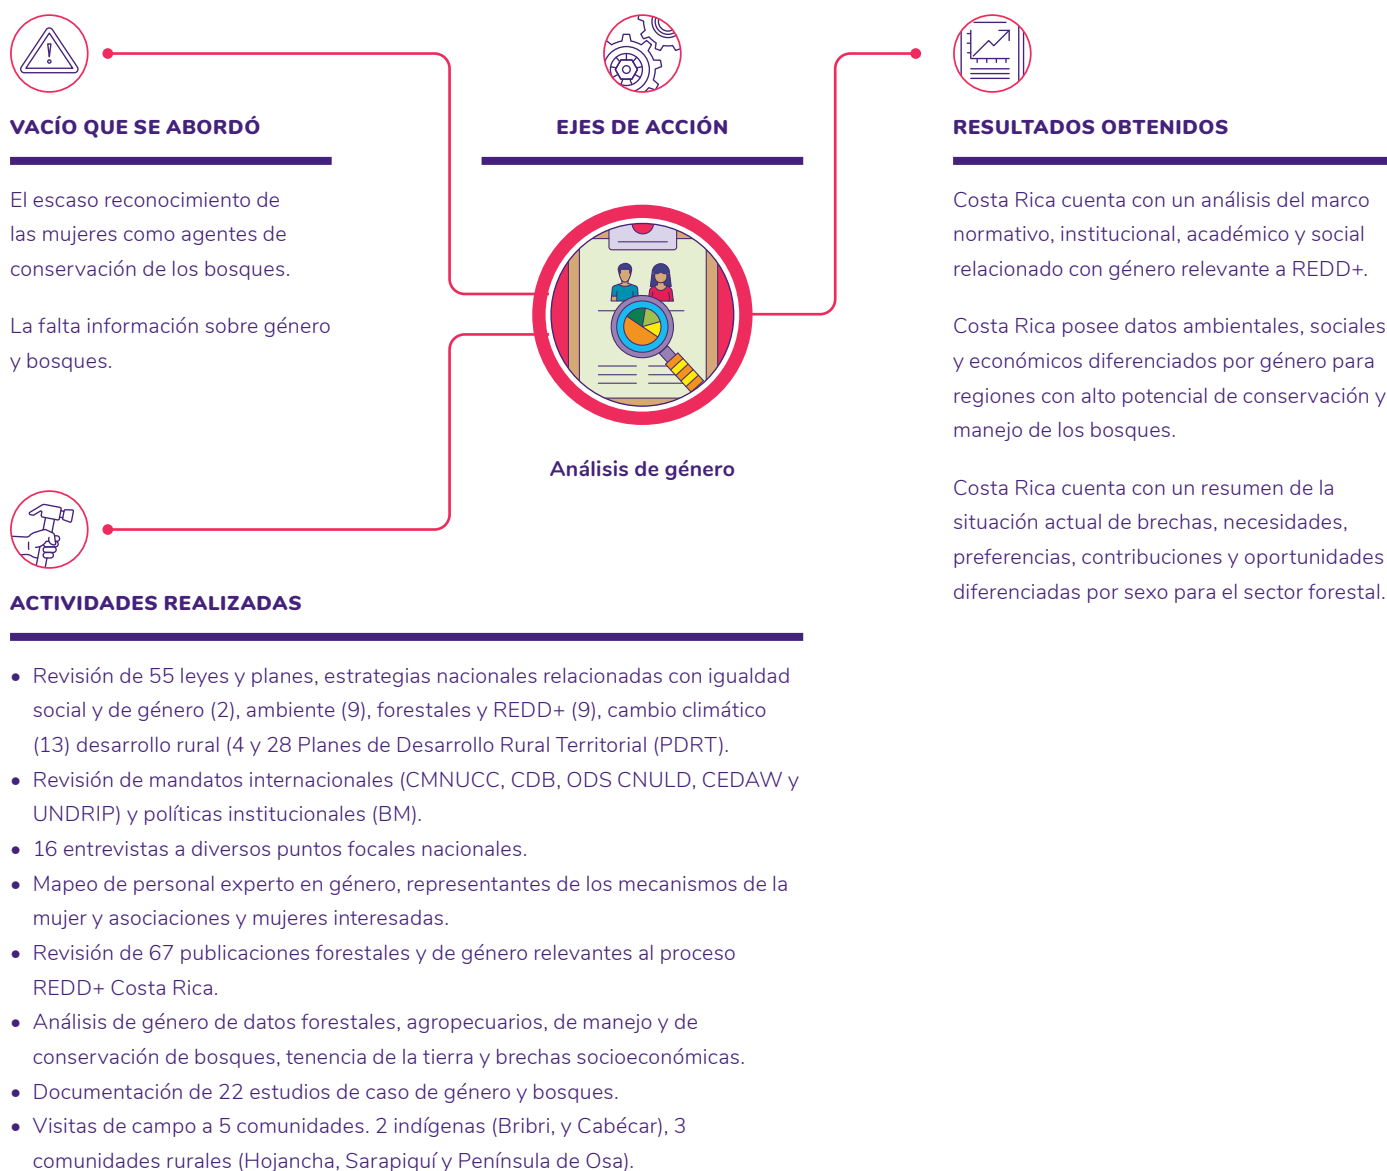 VACÍO QUE SE ABORDÓ
El escaso reconocimiento de
las mujeres como agentes de
conservación de los bosques.
La falta información sobre género
y bosques.
EJES DE ACCIÓN
Análisis de género
RESULTADOS OBTENIDOS
Costa Rica cuenta con un análisis del marco
normativo, institucional, académico y social
relacionado con género relevante a REDD+.
Costa Rica posee datos ambientales, sociales
y económicos diferenciados por género para
regiones con alto potencial de conservación y
manejo de los bosques.
Costa Rica cuenta con un resumen de la
situación actual de brechas, necesidades,
preferencias, contribuciones y oportunidades
diferenciadas por sexo para el sector forestal.
ACTIVIDADES REALIZADAS
• Revisión de 55 leyes y planes, estrategias nacionales relacionadas con igualdad
social y de género (2), ambiente (9), forestales y REDD+ (9), cambio climático
(13) desarrollo rural (4 y 28 Planes de Desarrollo Rural Territorial (PDRT).
• Revisión de mandatos internacionales (CMNUCC, CDB, ODS CNULD, CEDAW y
UNDRIP) y políticas institucionales (BM).
• 16 entrevistas a diversos puntos focales nacionales.
• Mapeo de personal experto en género, representantes de los mecanismos de la
mujer y asociaciones y mujeres interesadas.
• Revisión de 67 publicaciones forestales y de género relevantes al proceso
REDD+ Costa Rica.
• Análisis de género de datos forestales, agropecuarios, de manejo y de
conservación de bosques, tenencia de la tierra y brechas socioeconómicas.
• Documentación de 22 estudios de caso de género y bosques.
• Visitas de campo a 5 comunidades. 2 indígenas (Bribri, y Cabécar), 3
comunidades rurales (Hojancha, Sarapiquí y Península de Osa).